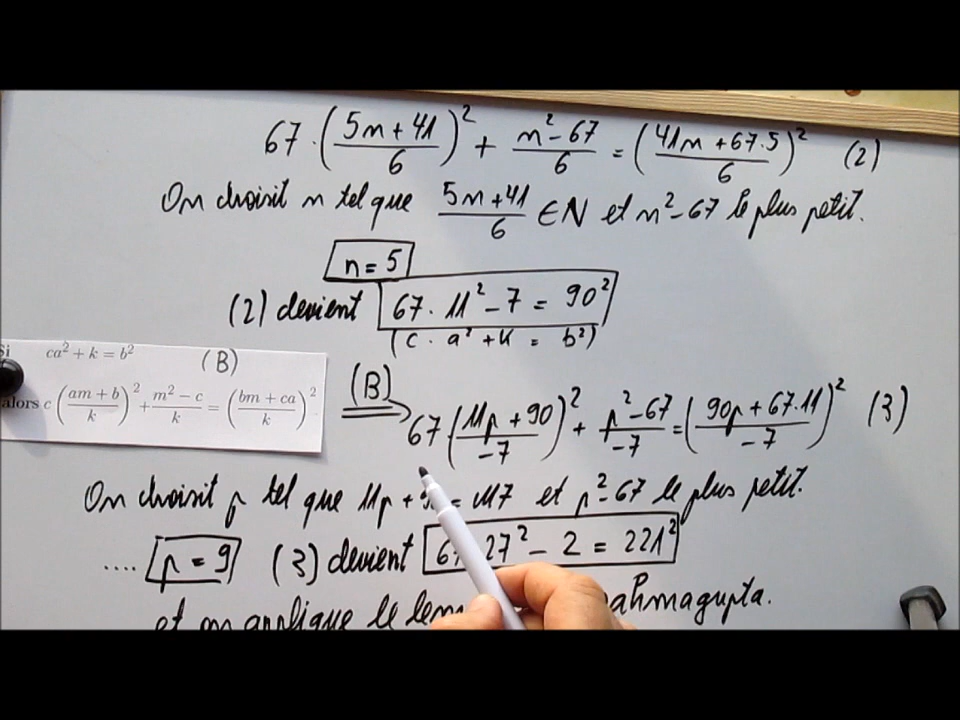 67 · ((5n + 41)/6)² + (n² - 67)/6 = ((41n + 67·5)/6)² (2)
On choisit n tel que (5n + 41)/6 ∈ N et n² - 67 le plus petit.
n = 5
(2) devient 67 · 11² - 7 = 90²
(c · a² + k = b²)
Si ca² + k = b² (B)
alors c ((am + b)/k)² + (m² - c)/k = ((bm + ca)/k)².
(B) 67 · ((11p + 90)/-7)² + (p² - 67)/-7 = ((90p + 67·11)/-7)² (3)
On choisit p tel que 11p + = M7 et p² - 67 le plus petit.
.... p = 9 (3) devient 27² - 2 = 221²
et on applique le